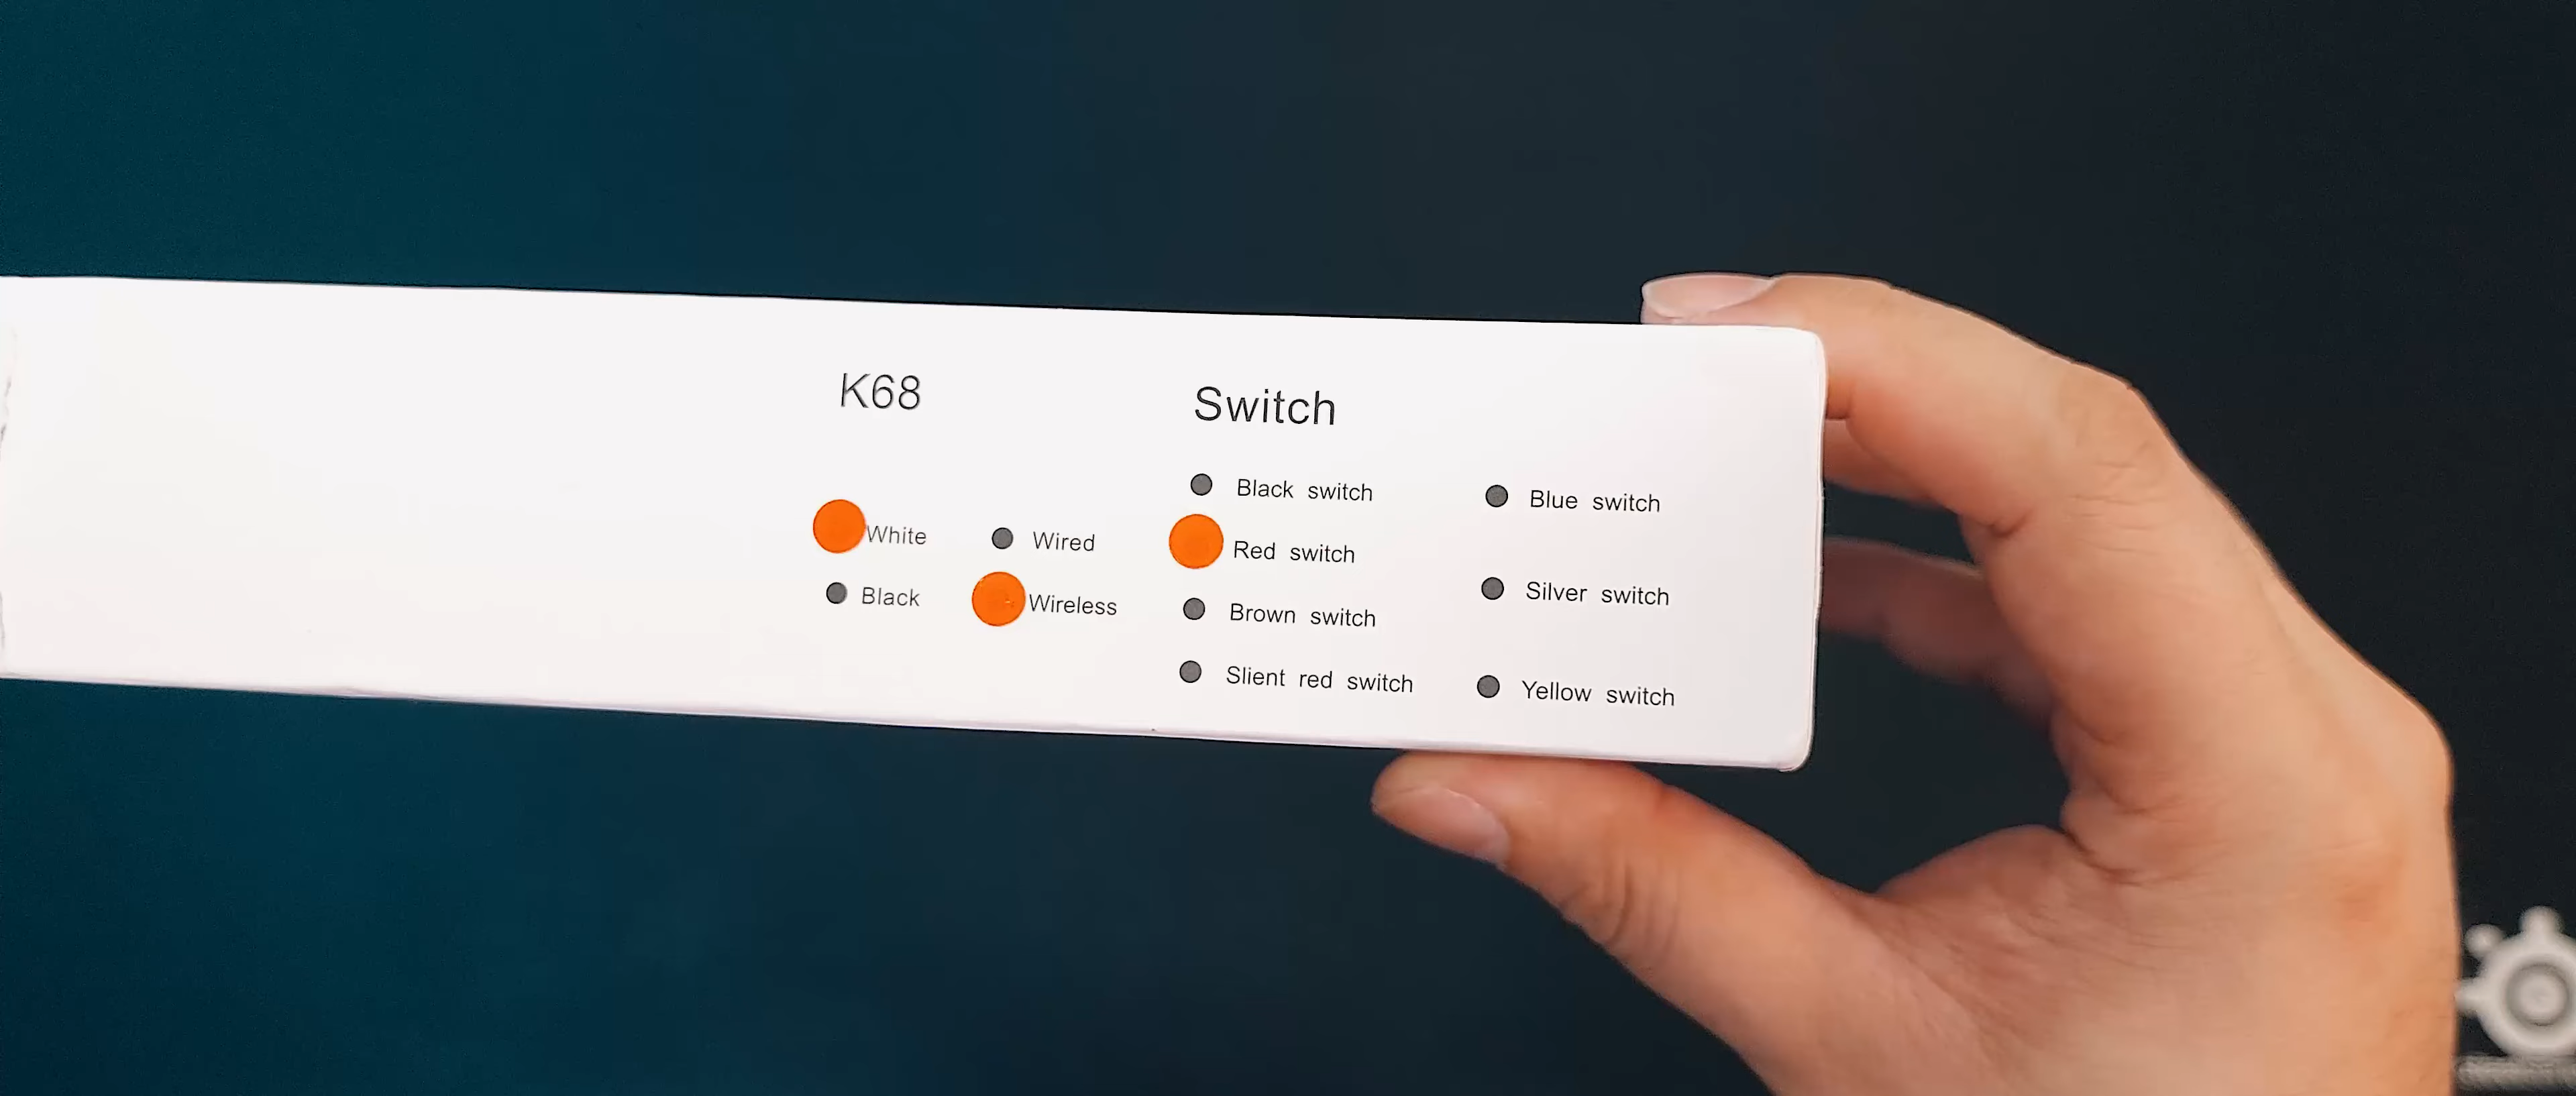 K68
White
Wired
Black
Wireless
Switch
Black switch
Red switch
Brown switch
Slient red switch
Blue switch
Silver switch
Yellow switch